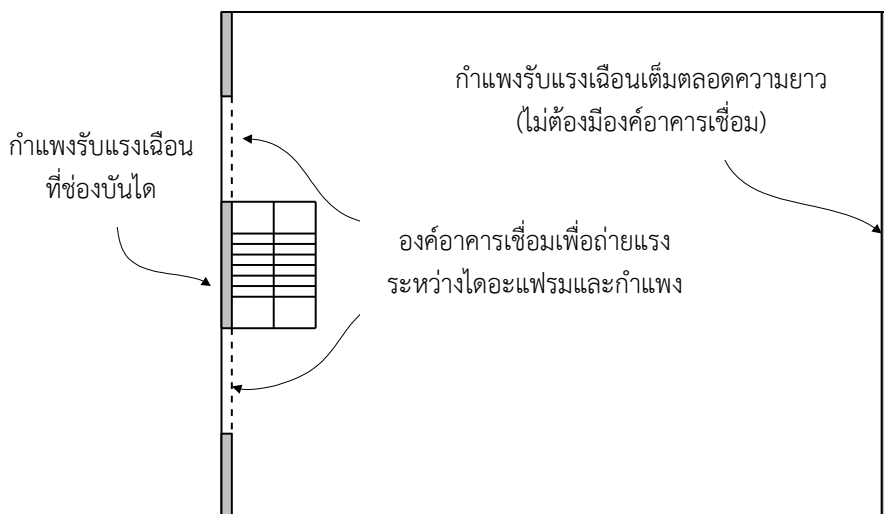 กำแพงรับแรงเฉือนเต็มตลอดความยาว
(ไม่ต้องมีองค์อาคารเชื่อม)
กำแพงรับแรงเฉือน
ที่ช่องบันได
องค์อาคารเชื่อมเพื่อถ่ายแรง
ระหว่างไดอะแฟรมและกำแพง